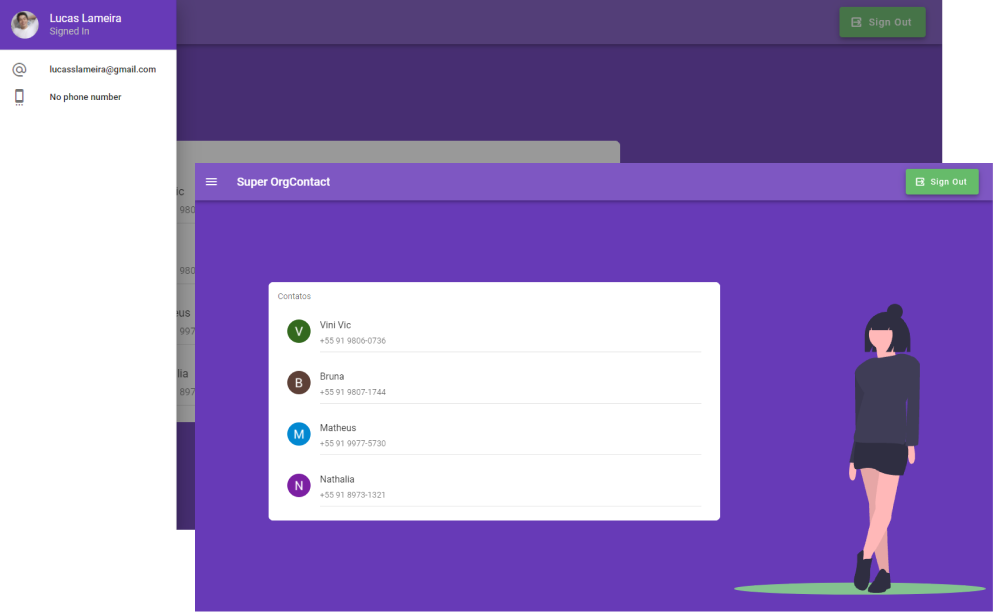 Lucas Lameira
Signed In
Sign Out
lucasslameira@gmail.com
No phone number
ic
980
980
us
997
lia
897
Super OrgContact
Sign Out
Contatos
V
Vini Vic
+55 91 9806-0736
B
Bruna
+55 91 9807-1744
M
Matheus
+55 91 9977-5730
N
Nathalia
+55 91 8973-1321